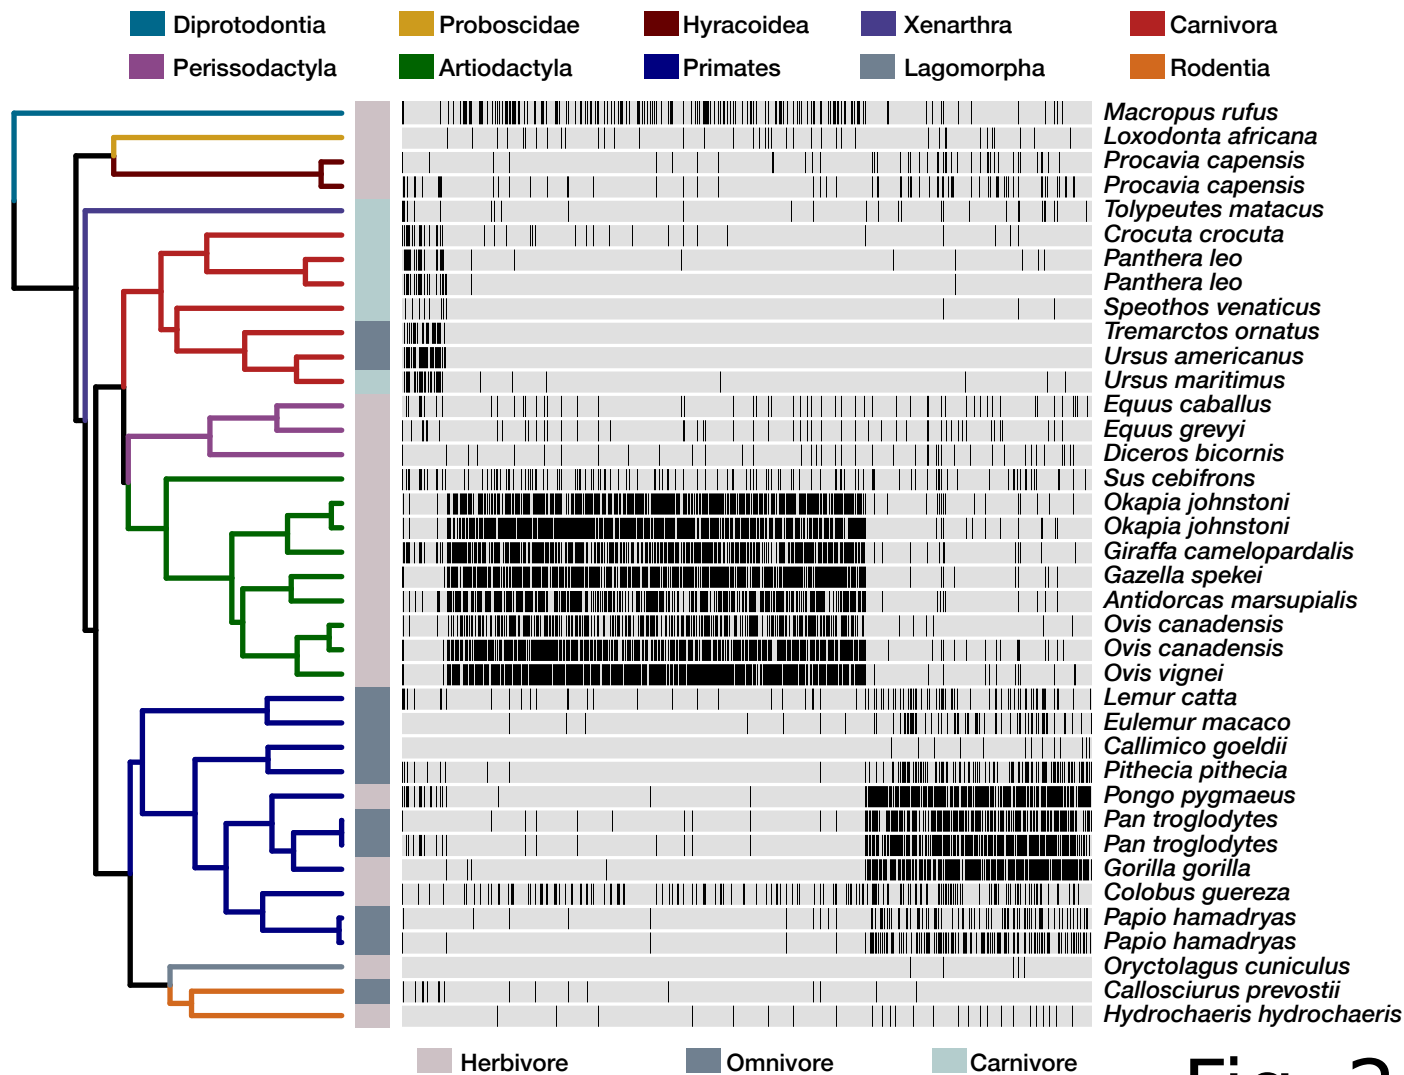 Diprotodontia Proboscidae Hyracoidea Xenarthra Carnivora
Perissodactyla Artiodactyla Primates Lagomorpha Rodentia
Macropus rufus
Loxodonta africana
Procavia capensis
Procavia capensis
Tolypeutes matacus
Crocuta crocuta
Panthera leo
Panthera leo
Speothos venaticus
Tremarctos ornatus
Ursus americanus
Ursus maritimus
Equus caballus
Equus grevyi
Diceros bicornis
Sus cebifrons
Okapia johnstoni
Okapia johnstoni
Giraffa camelopardalis
Gazella spekei
Antidorcas marsupialis
Ovis canadensis
Ovis canadensis
Ovis vignei
Lemur catta
Eulemur macaco
Callimico goeldii
Pithecia pithecia
Pongo pygmaeus
Pan troglodytes
Pan troglodytes
Gorilla gorilla
Colobus guereza
Papio hamadryas
Papio hamadryas
Oryctolagus cuniculus
Callosciurus prevostii
Hydrochaeris hydrochaeris
Herbivore Omnivore Carnivore